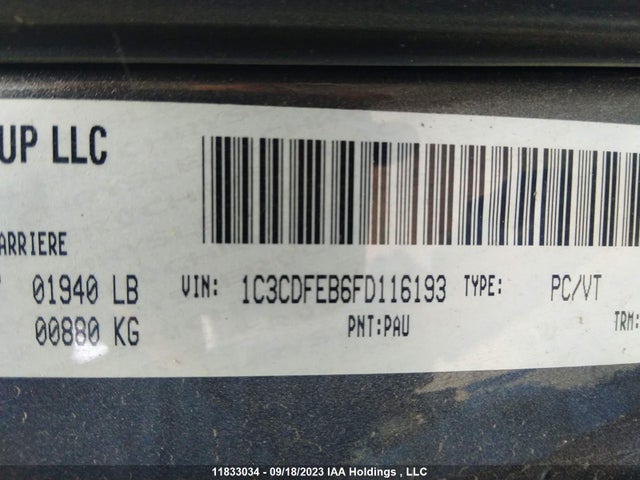 UP LLC
ARRIERE
01940 LB VIN: 1C3CDFEB6FD116193 TYPE: PC/VT
00880 KG PNT:PAU TRM:
11833034 - 09/18/2023 IAA Holdings , LLC